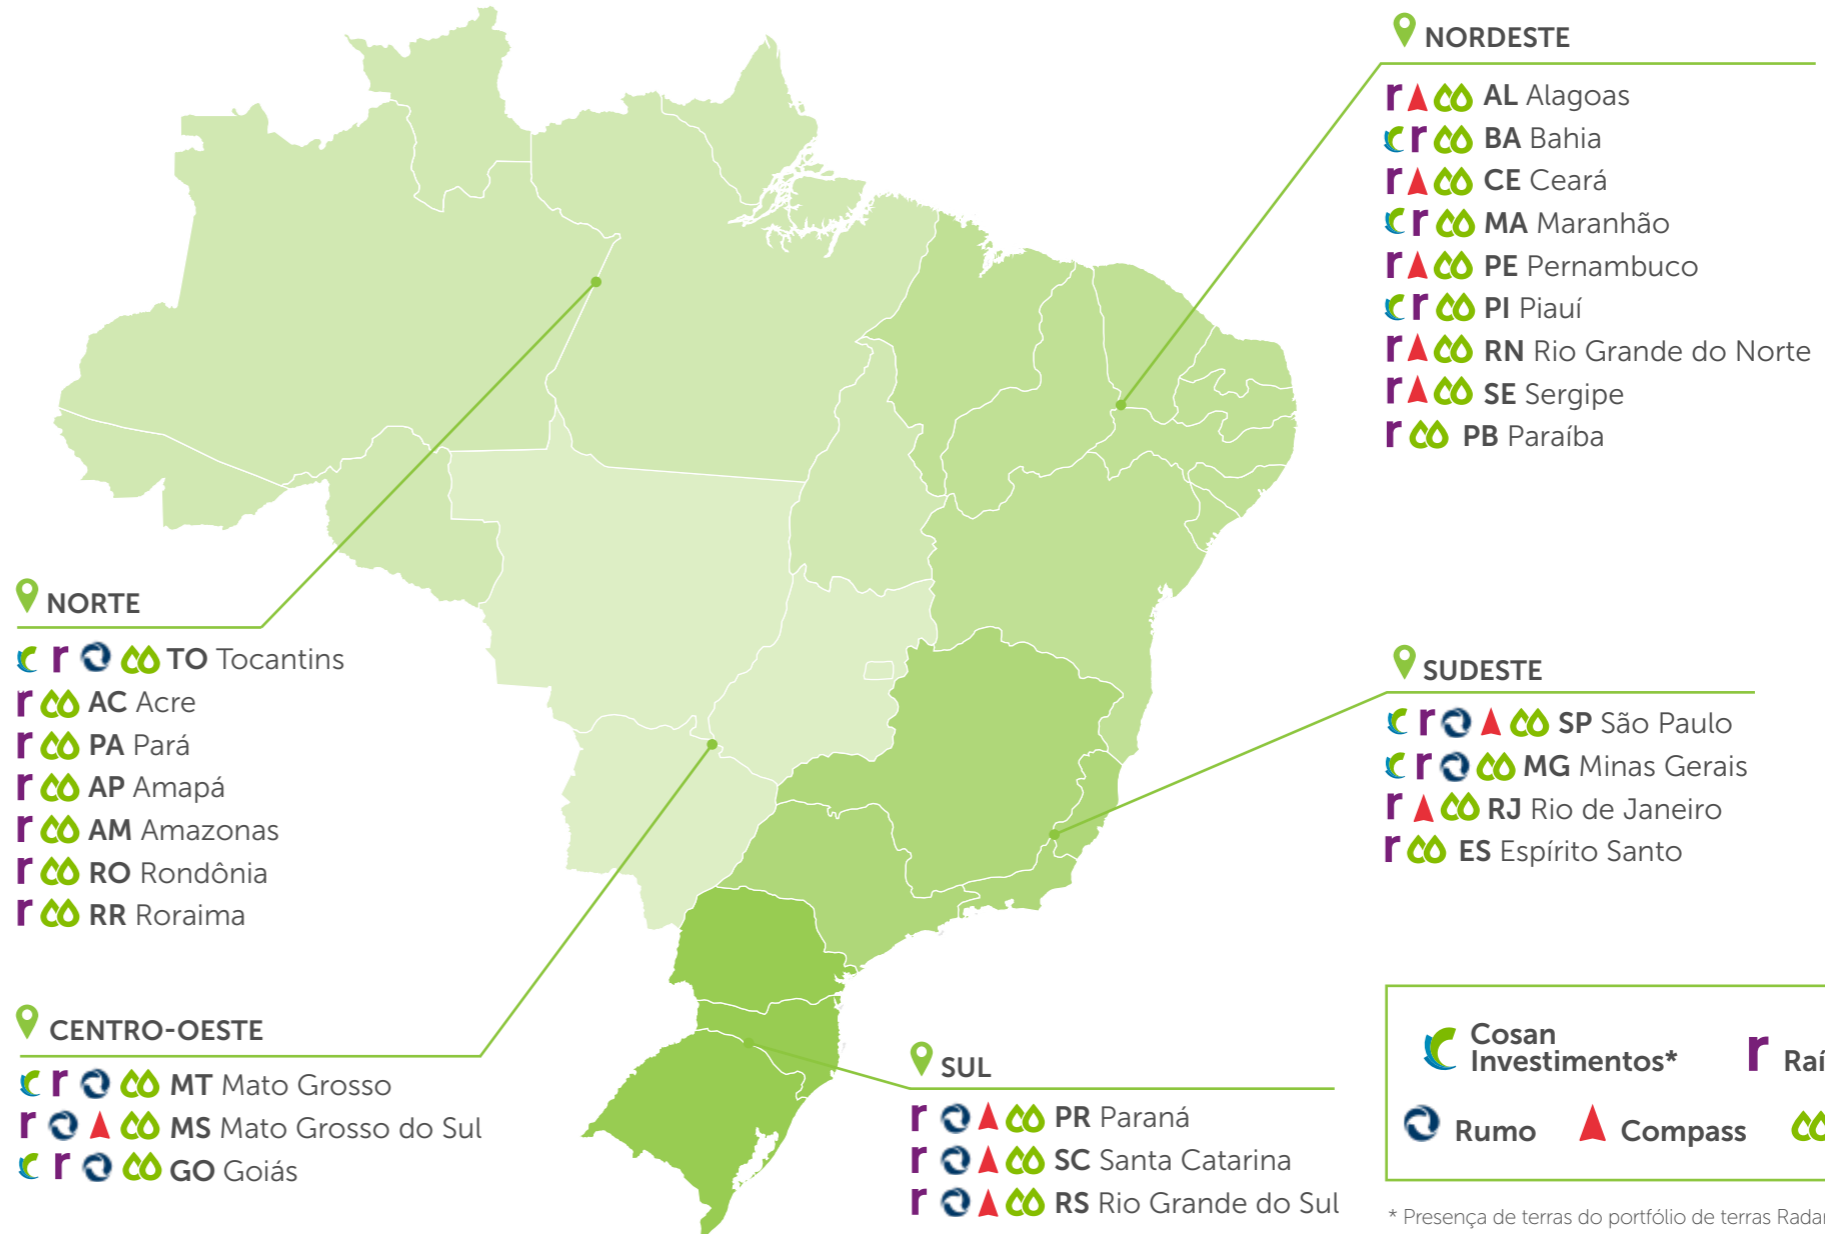 NORDESTE
AL Alagoas
BA Bahia
CE Ceará
MA Maranhão
PE Pernambuco
PI Piauí
RN Rio Grande do Norte
SE Sergipe
PB Paraíba
NORTE
TO Tocantins
AC Acre
PA Pará
AP Amapá
AM Amazonas
RO Rondônia
RR Roraima
SUDESTE
SP São Paulo
MG Minas Gerais
RJ Rio de Janeiro
ES Espírito Santo
CENTRO-OESTE
MT Mato Grosso
MS Mato Grosso do Sul
GO Goiás
SUL
PR Paraná
SC Santa Catarina
RS Rio Grande do Sul
Cosan
Investimentos*
Rumo
Compass
* Presença de terras do portfólio de terras Radar